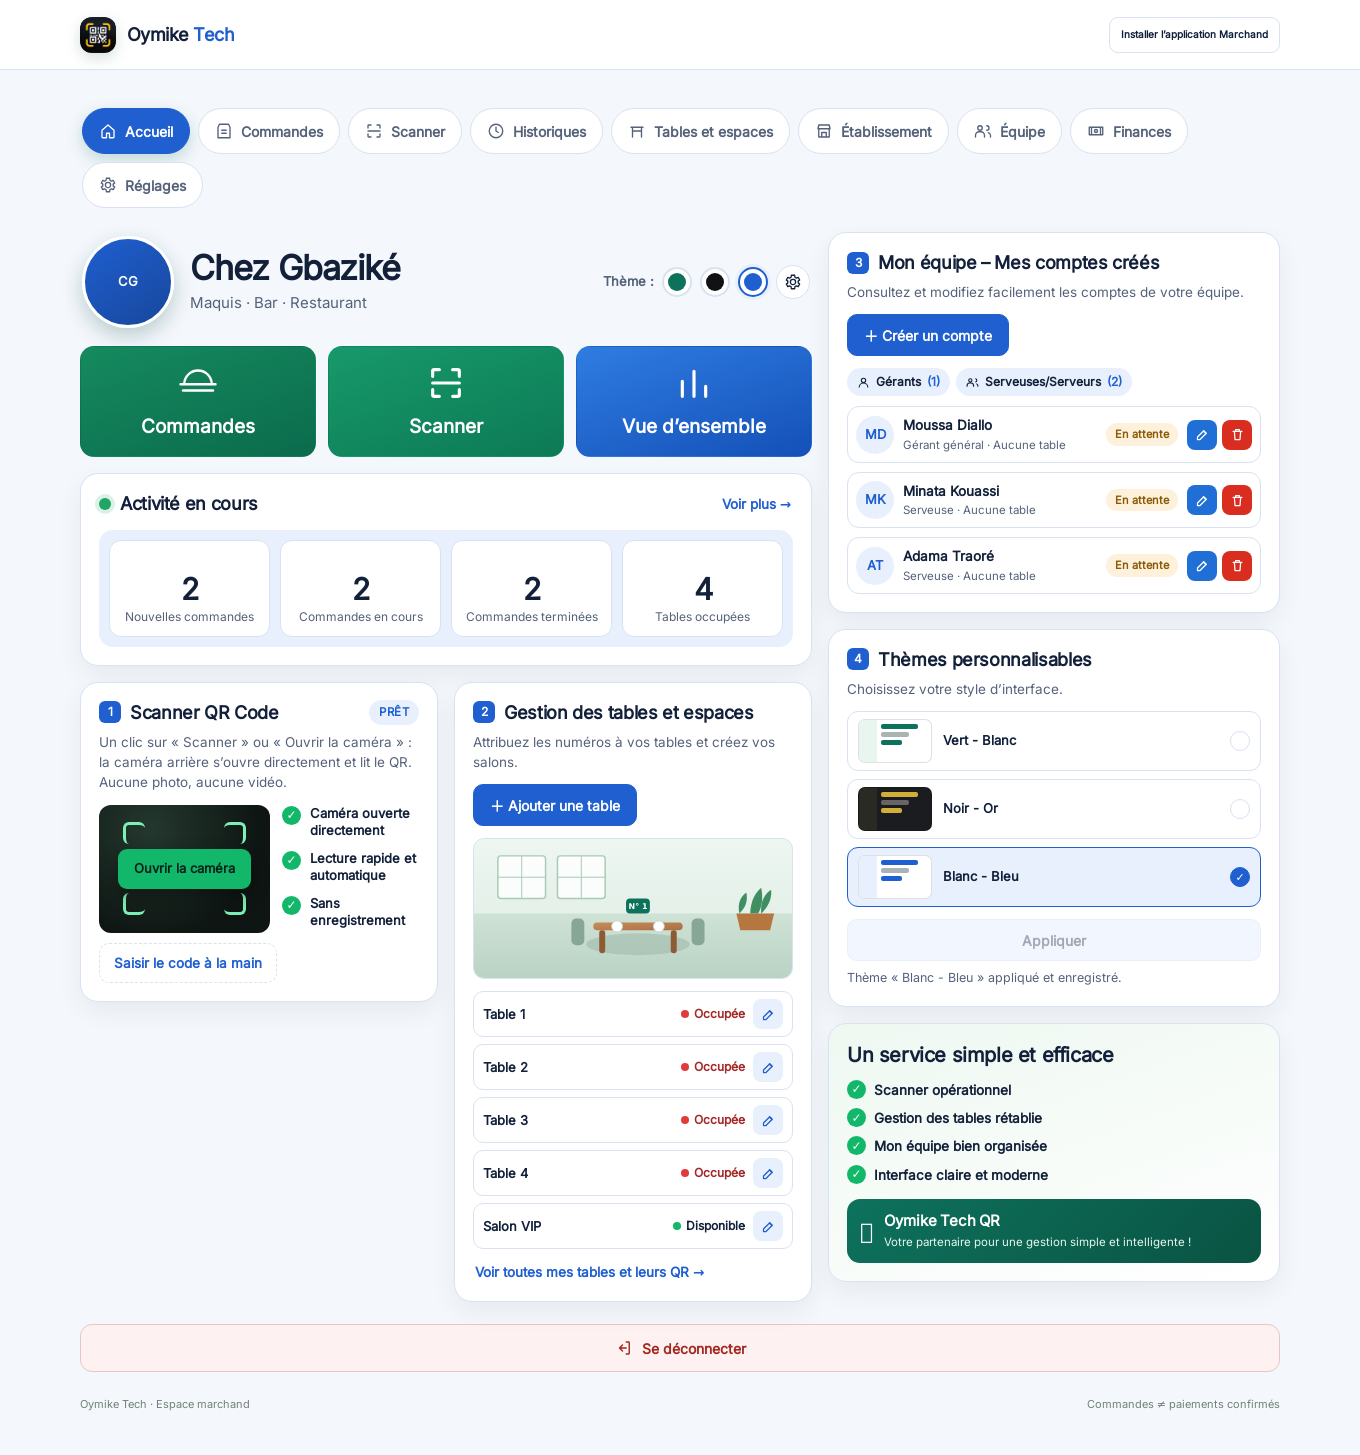 Oymike Tech
Installer l'application Marchand
Accueil
Commandes
Scanner
Historiques
Tables et espaces
Établissement
Équipe
Finances
Réglages
CG
Chez Gbaziké
Maquis · Bar · Restaurant
Thème :
Commandes
Scanner
Vue d’ensemble
Activité en cours
Voir plus →
2
Nouvelles commandes
2
Commandes en cours
2
Commandes terminées
4
Tables occupées
1 Scanner QR Code
PRÊT
Un clic sur « Scanner » ou « Ouvrir la caméra » :
la caméra arrière s’ouvre directement et lit le QR.
Aucune photo, aucune vidéo.
Ouvrir la caméra
✓ Caméra ouverte
directement
✓ Lecture rapide et
automatique
✓ Sans
enregistrement
Saisir le code à la main
2 Gestion des tables et espaces
Attribuez les numéros à vos tables et créez vos
salons.
+ Ajouter une table
N° 1
Table 1
Occupée
Table 2
Occupée
Table 3
Occupée
Table 4
Occupée
Salon VIP
Disponible
Voir toutes mes tables et leurs QR →
3 Mon équipe – Mes comptes créés
Consultez et modifiez facilement les comptes de votre équipe.
+ Créer un compte
Gérants (1)
Serveuses/Serveurs (2)
MD
Moussa Diallo
Gérant général · Aucune table
En attente
MK
Minata Kouassi
Serveuse · Aucune table
En attente
AT
Adama Traoré
Serveuse · Aucune table
En attente
4 Thèmes personnalisables
Choisissez votre style d’interface.
Vert - Blanc
Noir - Or
Blanc - Bleu
✓
Appliquer
Thème « Blanc - Bleu » appliqué et enregistré.
Un service simple et efficace
✓ Scanner opérationnel
✓ Gestion des tables rétablie
✓ Mon équipe bien organisée
✓ Interface claire et moderne
Oymike Tech QR
Votre partenaire pour une gestion simple et intelligente !
Se déconnecter
Oymike Tech · Espace marchand
Commandes ≠ paiements confirmés